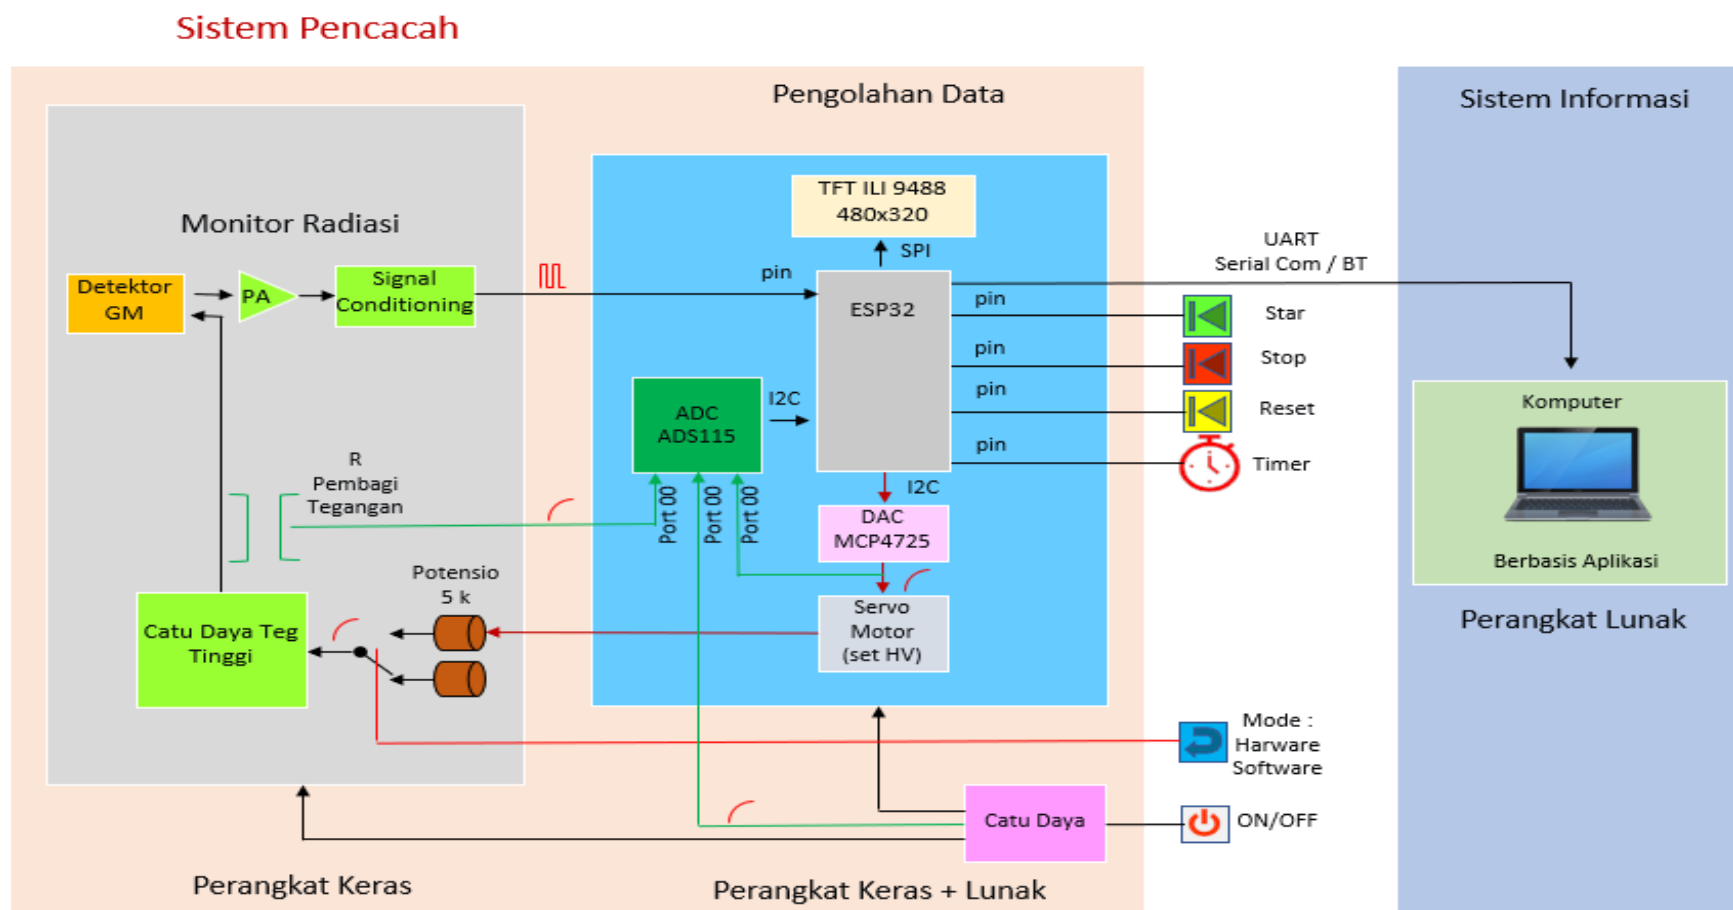 Sistem Pencacah
Pengolahan Data
Sistem Informasi
Monitor Radiasi
Detektor
GM
PA
Signal
Conditioning
pin
TFT ILI 9488
480x320
SPI
ESP32
UART
Serial Com / BT
pin
Star
pin
Stop
pin
Reset
pin
Timer
ADC
ADS115
I2C
I2C
R
Pembagi
Tegangan
Port 00
Port 00
Port 00
DAC
MCP4725
Servo
Motor
(set HV)
Potensio
5 k
Catu Daya Teg
Tinggi
Komputer
Berbasis Aplikasi
Perangkat Lunak
Mode :
Harware
Software
Catu Daya
ON/OFF
Perangkat Keras
Perangkat Keras + Lunak